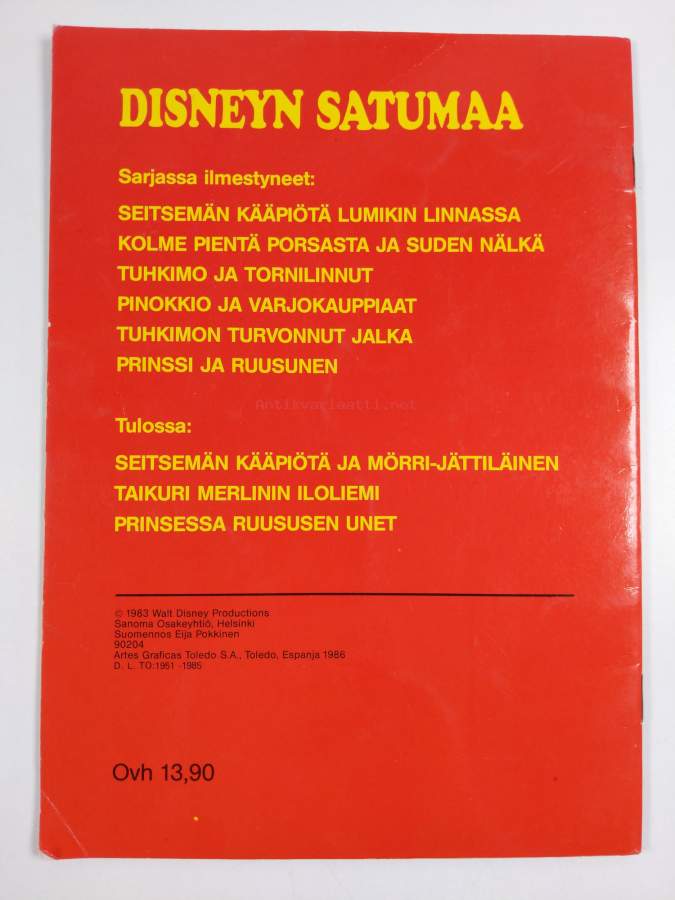 DISNEYN SATUMAA
Sarjassa ilmestyneet:
SEITSEMÄN KÄÄPIÖTÄ LUMIKIN LINNASSA
KOLME PIENTÄ PORSASTA JA SUDEN NÄLKÄ
TUHKIMO JA TORNILINNUT
PINOKKIO JA VARJOKAUPPIAAT
TUHKIMON TURVONNUT JALKA
PRINSSI JA RUUSUNEN
Antikvariaatti.net
Tulossa:
SEITSEMÄN KÄÄPIÖTÄ JA MÖRRI-JÄTTILÄINEN
TAIKURI MERLININ ILOLIEMI
PRINSESSA RUUSUSEN UNET
© 1983 Walt Disney Productions
Sanoma Osakeyhtiö, Helsinki
Suomennos Eija Pokkinen
90204
Artes Graficas Toledo S.A., Toledo, Espanja 1986
D. L. TO:1951 -1985
Ovh 13,90